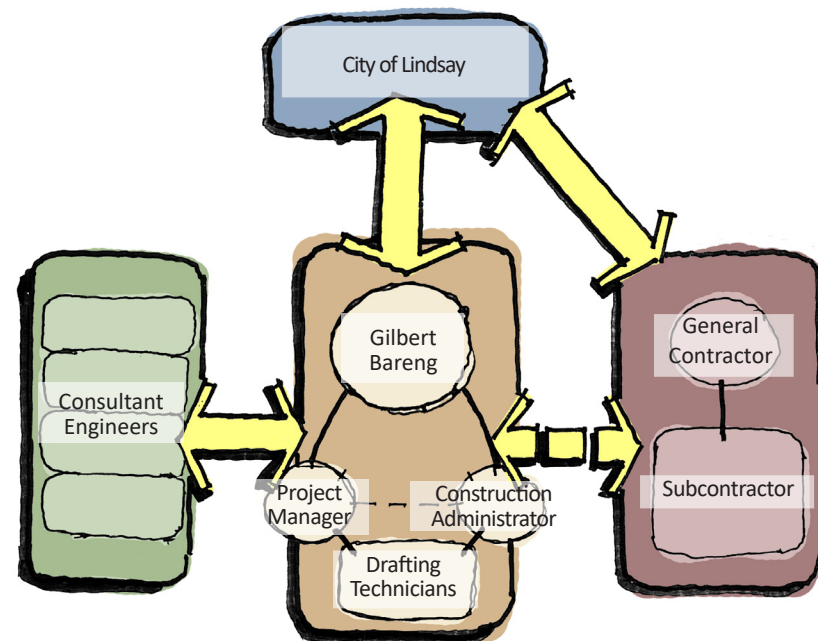 City of Lindsay
Gilbert
Bareng
General
Contractor
Consultant
Engineers
Project
Manager
Construction
Administrator
Subcontractor
Drafting
Technicians